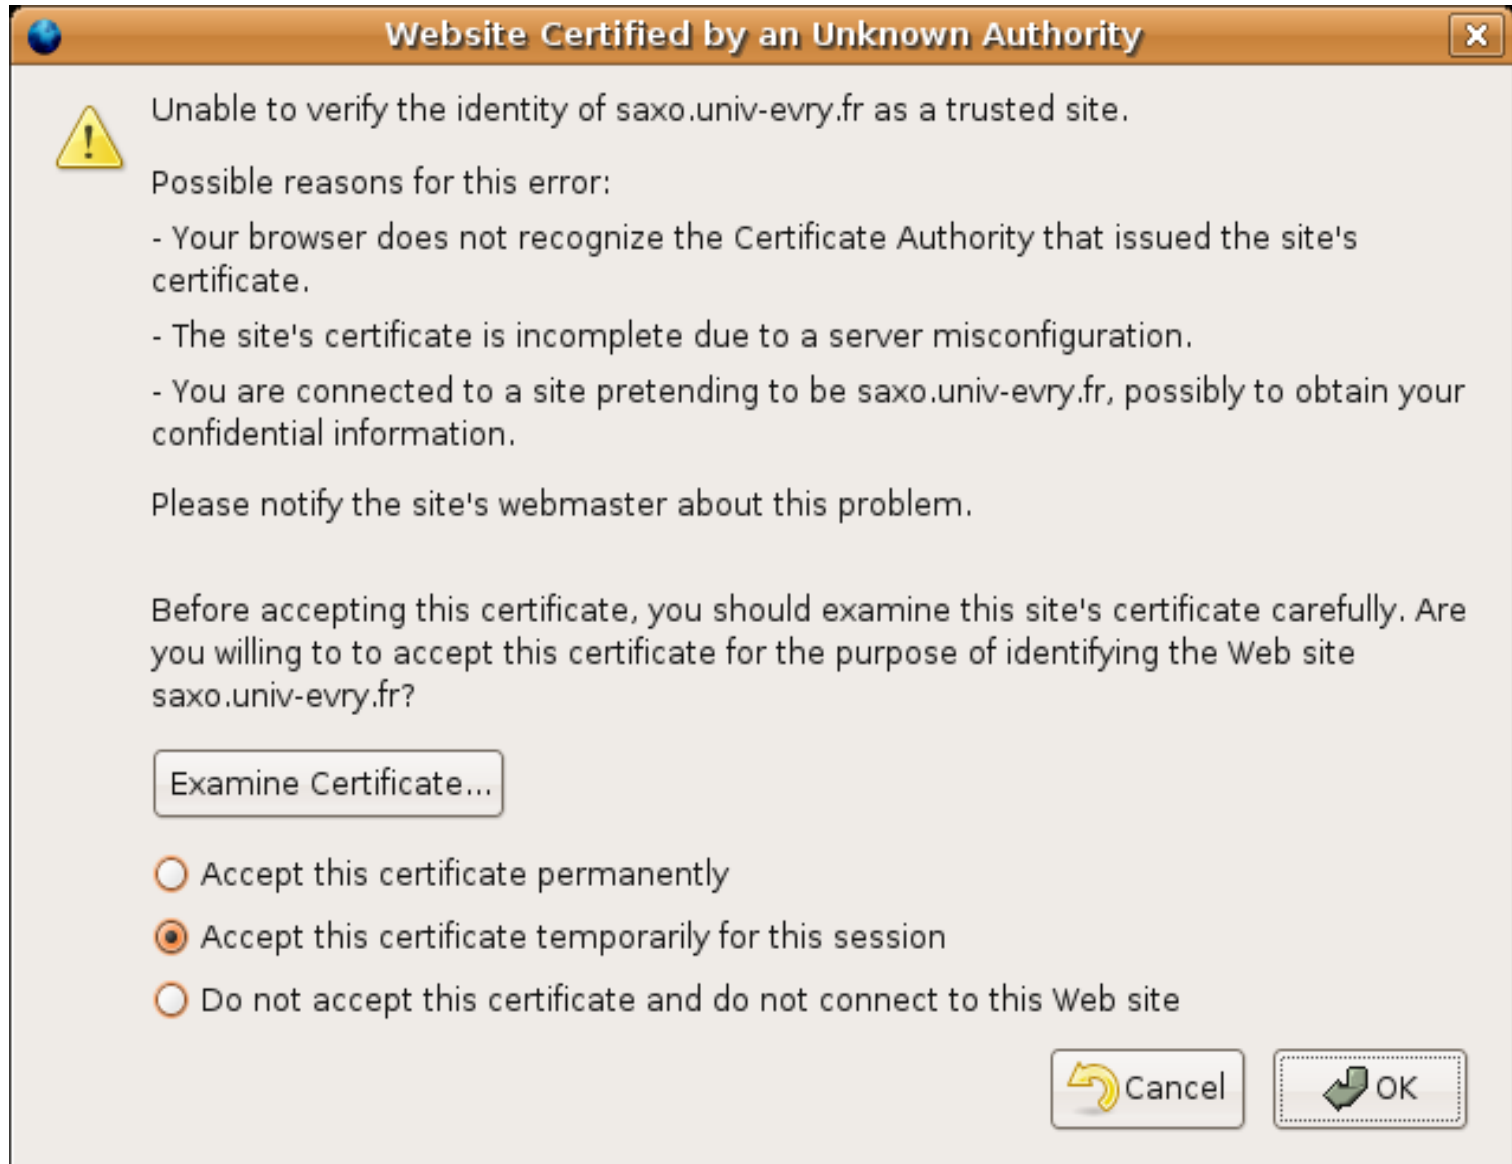 Website Certified by an Unknown Authority
Unable to verify the identity of saxo.univ-evry.fr as a trusted site.
Possible reasons for this error:
- Your browser does not recognize the Certificate Authority that issued the site's
certificate.
- The site's certificate is incomplete due to a server misconfiguration.
- You are connected to a site pretending to be saxo.univ-evry.fr, possibly to obtain your
confidential information.
Please notify the site's webmaster about this problem.
Before accepting this certificate, you should examine this site's certificate carefully. Are
you willing to to accept this certificate for the purpose of identifying the Web site
saxo.univ-evry.fr?
Examine Certificate...
Accept this certificate permanently
Accept this certificate temporarily for this session
Do not accept this certificate and do not connect to this Web site
Cancel
OK